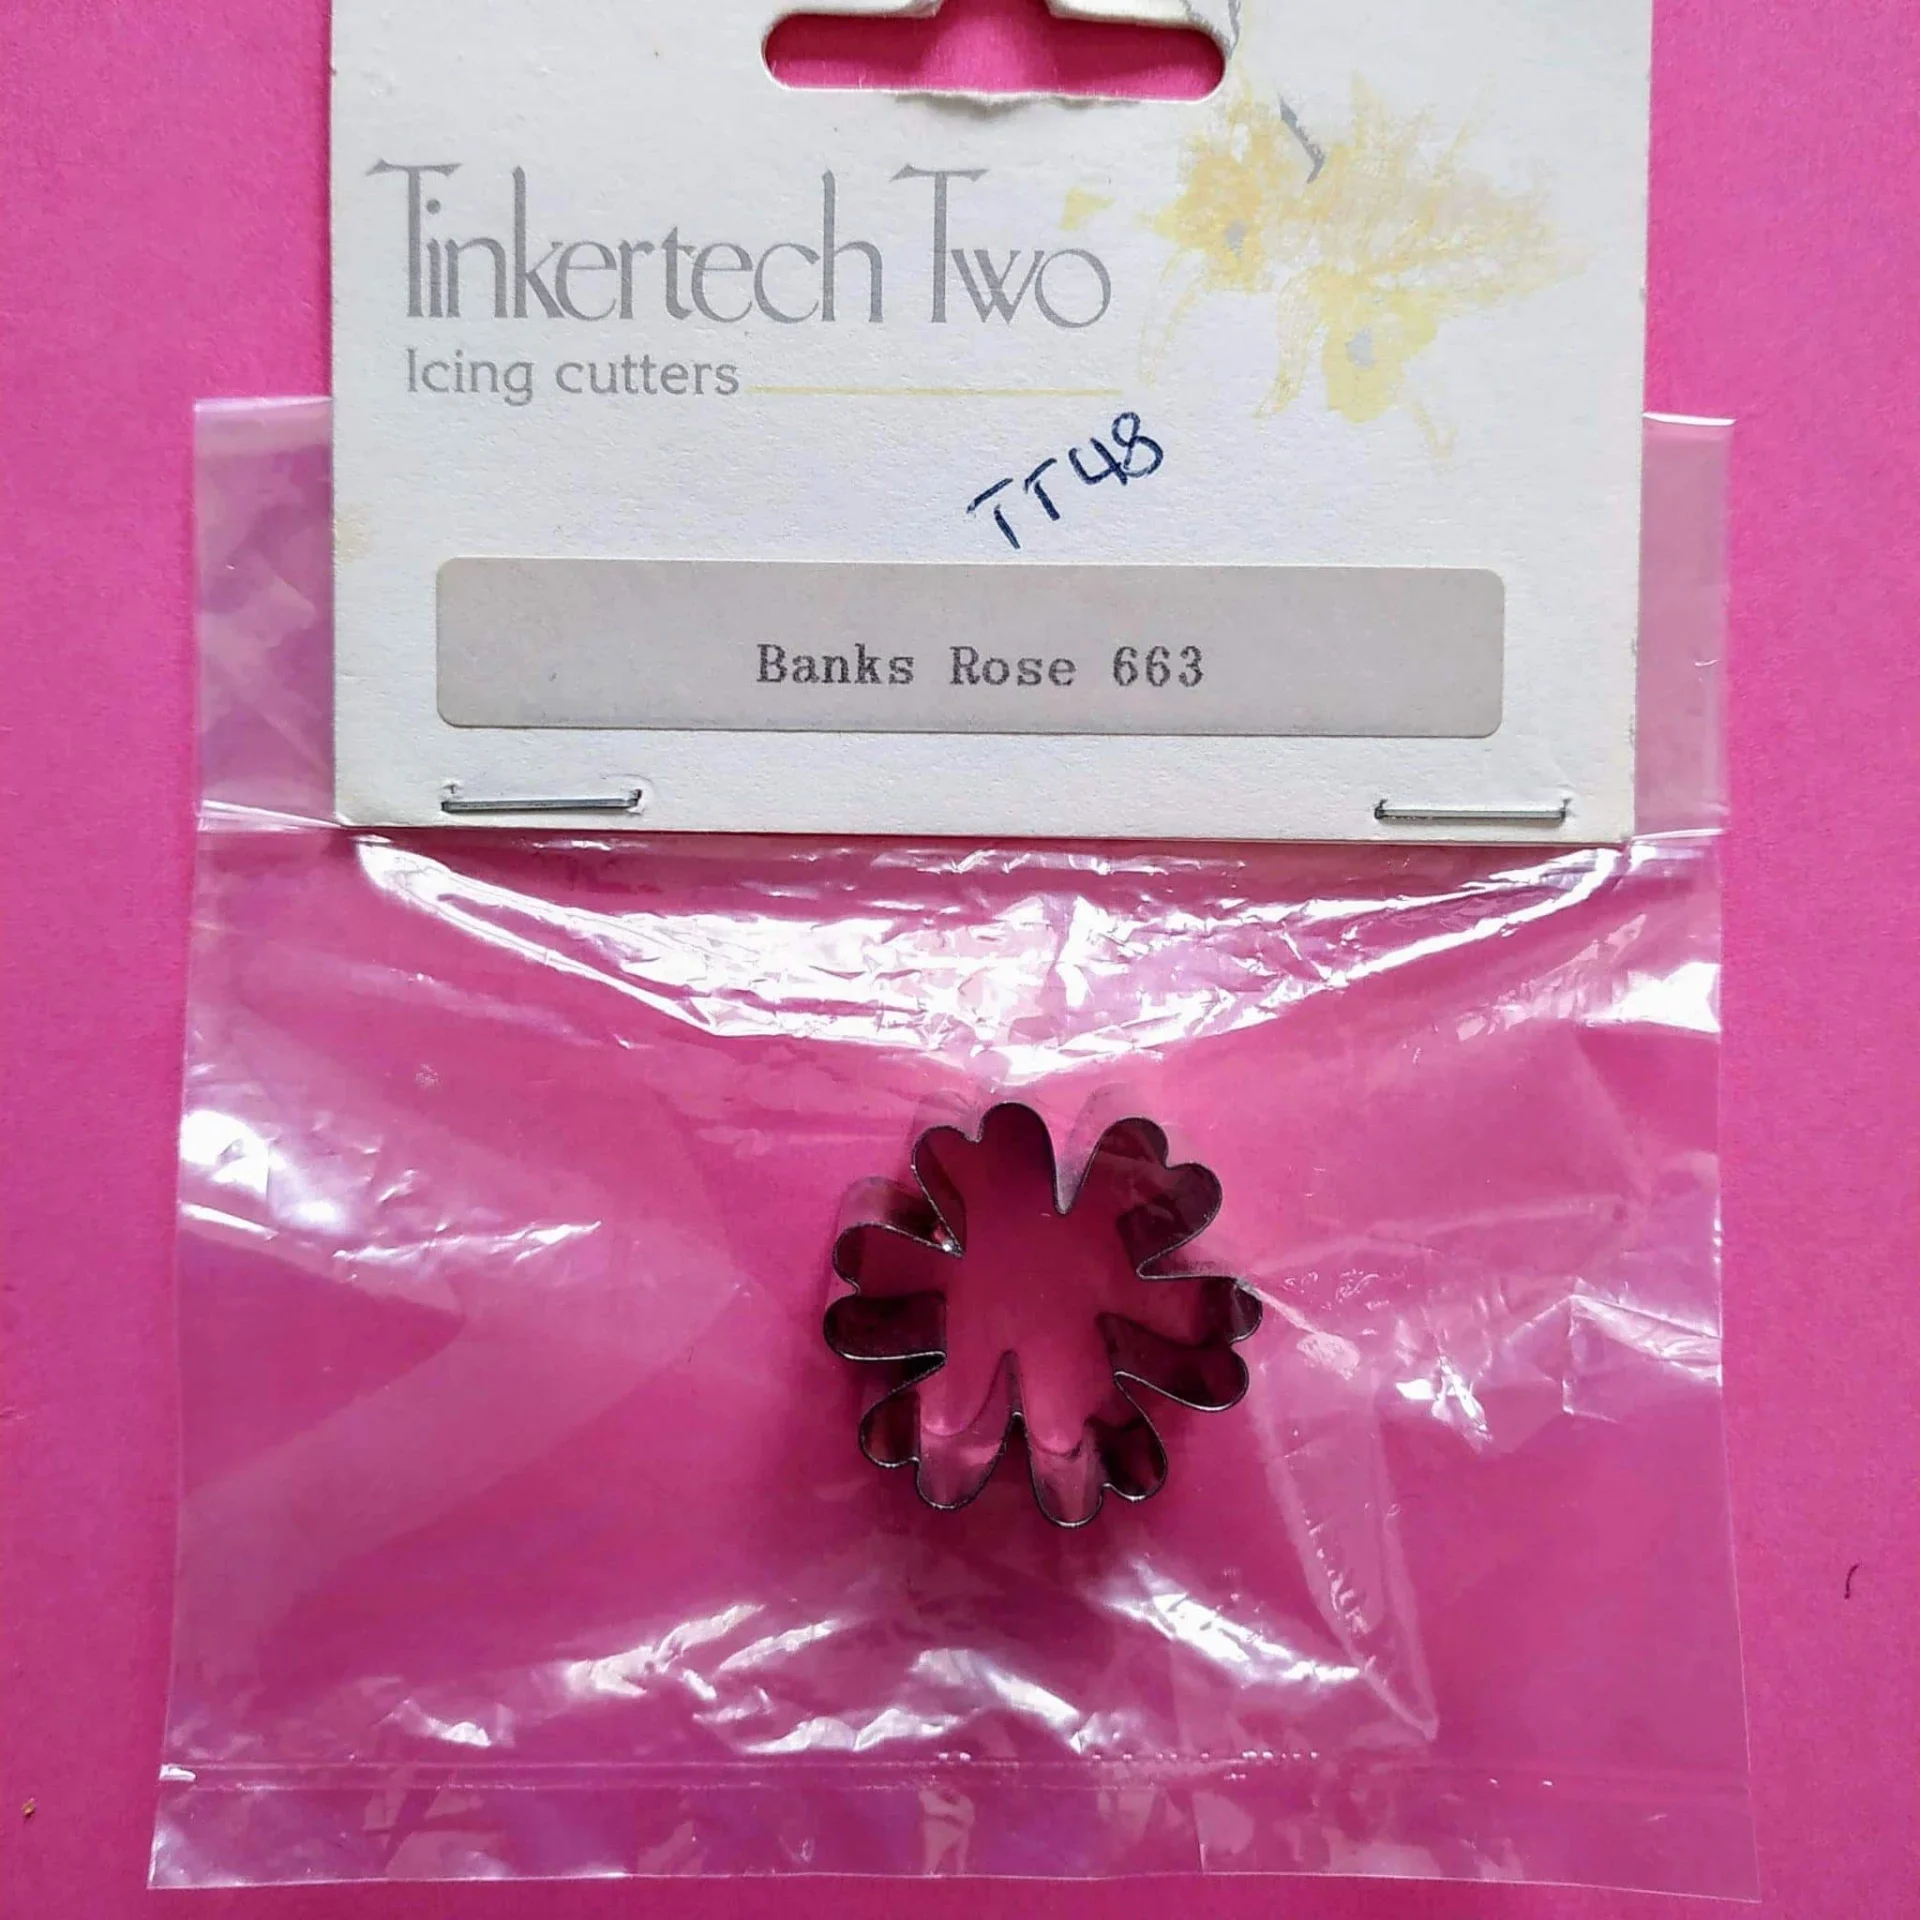 Tinkertech Two
Icing cutters
TT48
Banks Rose 663